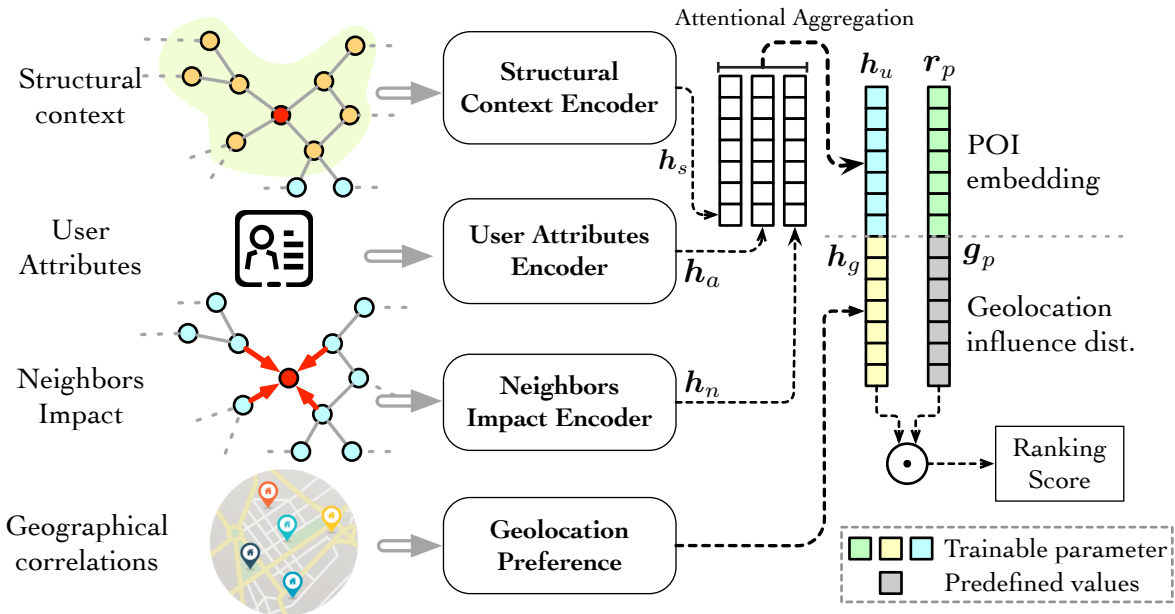 Structural
context
Structural
Context Encoder
Attentional Aggregation
h_u
r_p
POI
embedding
h_s
User
Attributes
User Attributes
Encoder
h_a
h_g
g_p
Geolocation
influence dist.
Neighbors
Impact
Neighbors
Impact Encoder
h_n
Ranking
Score
Geographical
correlations
Geolocation
Preference
Trainable parameter
Predefined values